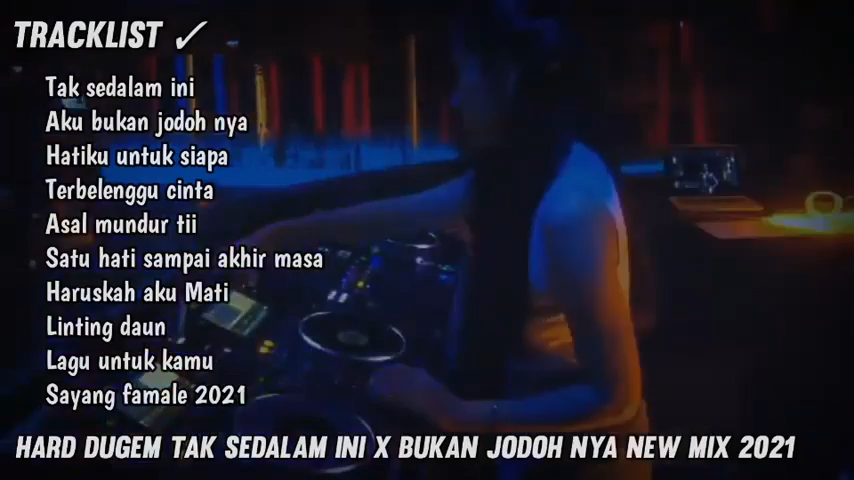 TRACKLIST ✓
Tak sedalam ini
Aku bukan jodoh nya
Hatiku untuk siapa
Terbelenggu cinta
Asal mundur tii
Satu hati sampai akhir masa
Haruskah aku Mati
Linting daun
Lagu untuk kamu
Sayang famale 2021
HARD DUGEM TAK SEDALAM INI X BUKAN JODOH NYA NEW MIX 2021